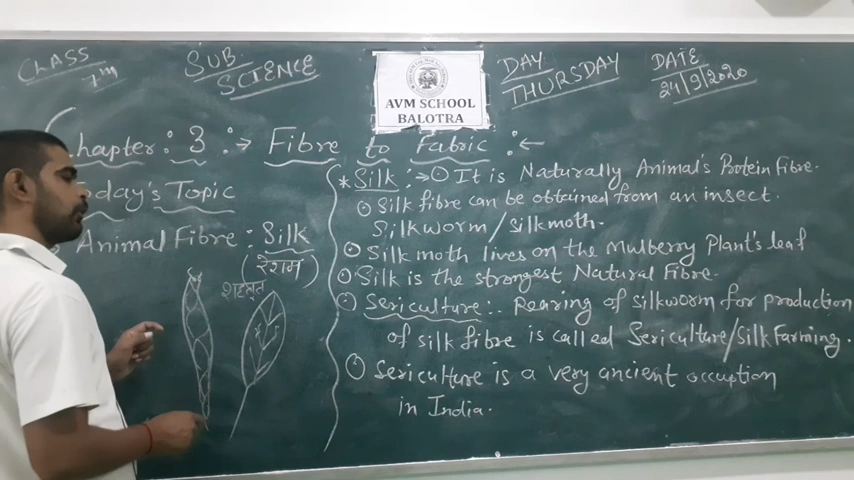 CLASS
7th
SUB.
SCIENCE
AVM SCHOOL
BALOTRA
DAY
THURSDAY
DATE
24/9/2020
Chapter : 3 :→ Fibre to Fabric :←
Today's Topic
Animal Fibre : Silk
(रेशम)
शहतूत
* Silk :→ ⊙ It is Naturally Animal's Protein Fibre.
⊙ Silk fibre can be obtained from an insect.
Silkworm/silkmoth.
⊙ Silk moth lives on the Mulberry Plant's leaf
⊙ Silk is the strongest Natural Fibre.
⊙ Sericulture :. Rearing of silkworm for production
of silk fibre is called Sericulture/Silk Farming.
⊙ Sericulture is a very ancient occuption
in India.